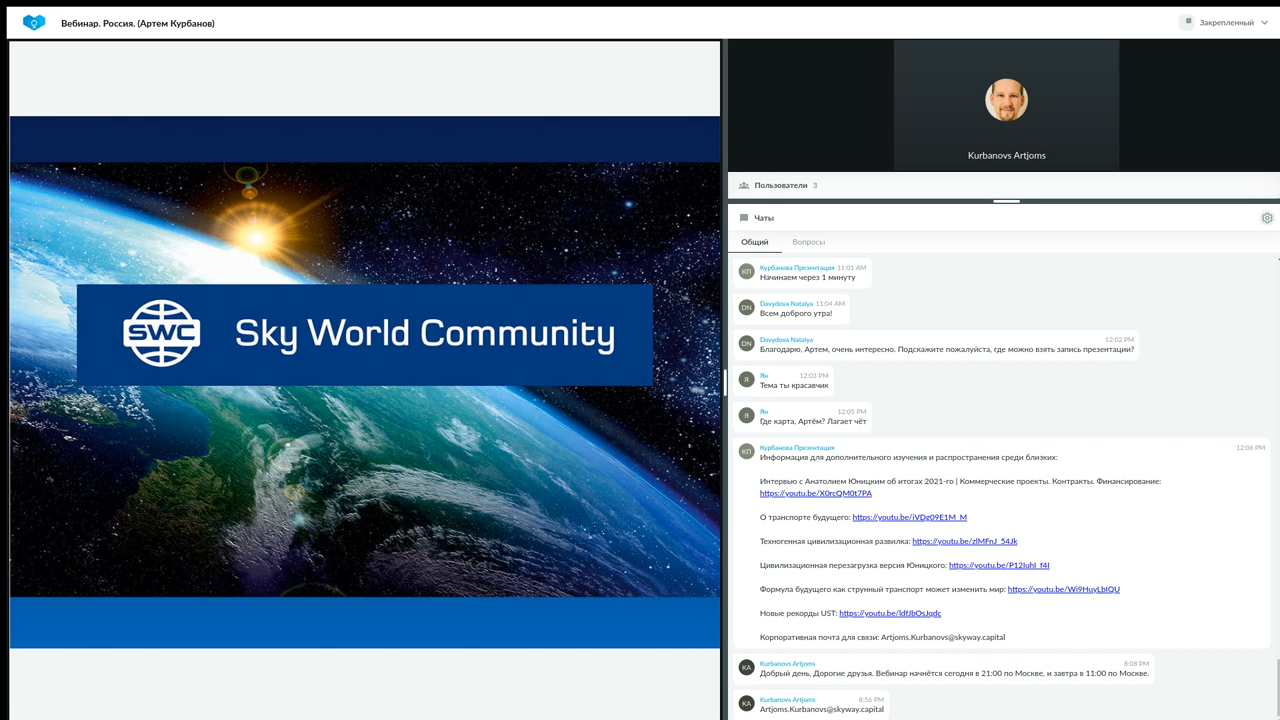 Вебинар. Россия. (Артем Курбанов)
Закрепленный
SWC
Sky World Community
Kurbanovs Artjoms
Пользователи 3
Чаты
Общий Вопросы
КП
Курбанова Презентация 11:01 AM
Начинаем через 1 минуту
DN
Davydova Natalya 11:04 AM
Всем доброго утра!
DN
Davydova Natalya 12:02 PM
Благодарю, Артем, очень интересно. Подскажите пожалуйста, где можно взять запись презентации?
Я
Ян 12:03 PM
Тема ты красавчик
Я
Ян 12:05 PM
Где карта, Артём? Лагает чёт
КП
Курбанова Презентация 12:06 PM
Информация для дополнительного изучения и распространения среди близких:
Интервью с Анатолием Юницким об итогах 2021-го | Коммерческие проекты. Контракты. Финансирование:
https://youtu.be/X0rcQM0t7PA
О транспорте будущего: https://youtu.be/iVDg09E1M_M
Техногенная цивилизационная развилка: https://youtu.be/zlMFnJ_54Jk
Цивилизационная перезагрузка версия Юницкого: https://youtu.be/P12IuhI_f4I
Формула будущего как струнный транспорт может изменить мир: https://youtu.be/Wi9HuyLbIQU
Новые рекорды UST: https://youtu.be/ldfJbOsJqdc
Корпоративная почта для связи: Artjoms.Kurbanovs@skyway.capital
KA
Kurbanovs Artjoms 8:08 PM
Добрый день, Дорогие друзья. Вебинар начнётся сегодня в 21:00 по Москве, и завтра в 11:00 по Москве.
KA
Kurbanovs Artjoms 8:56 PM
Artjoms.Kurbanovs@skyway.capital